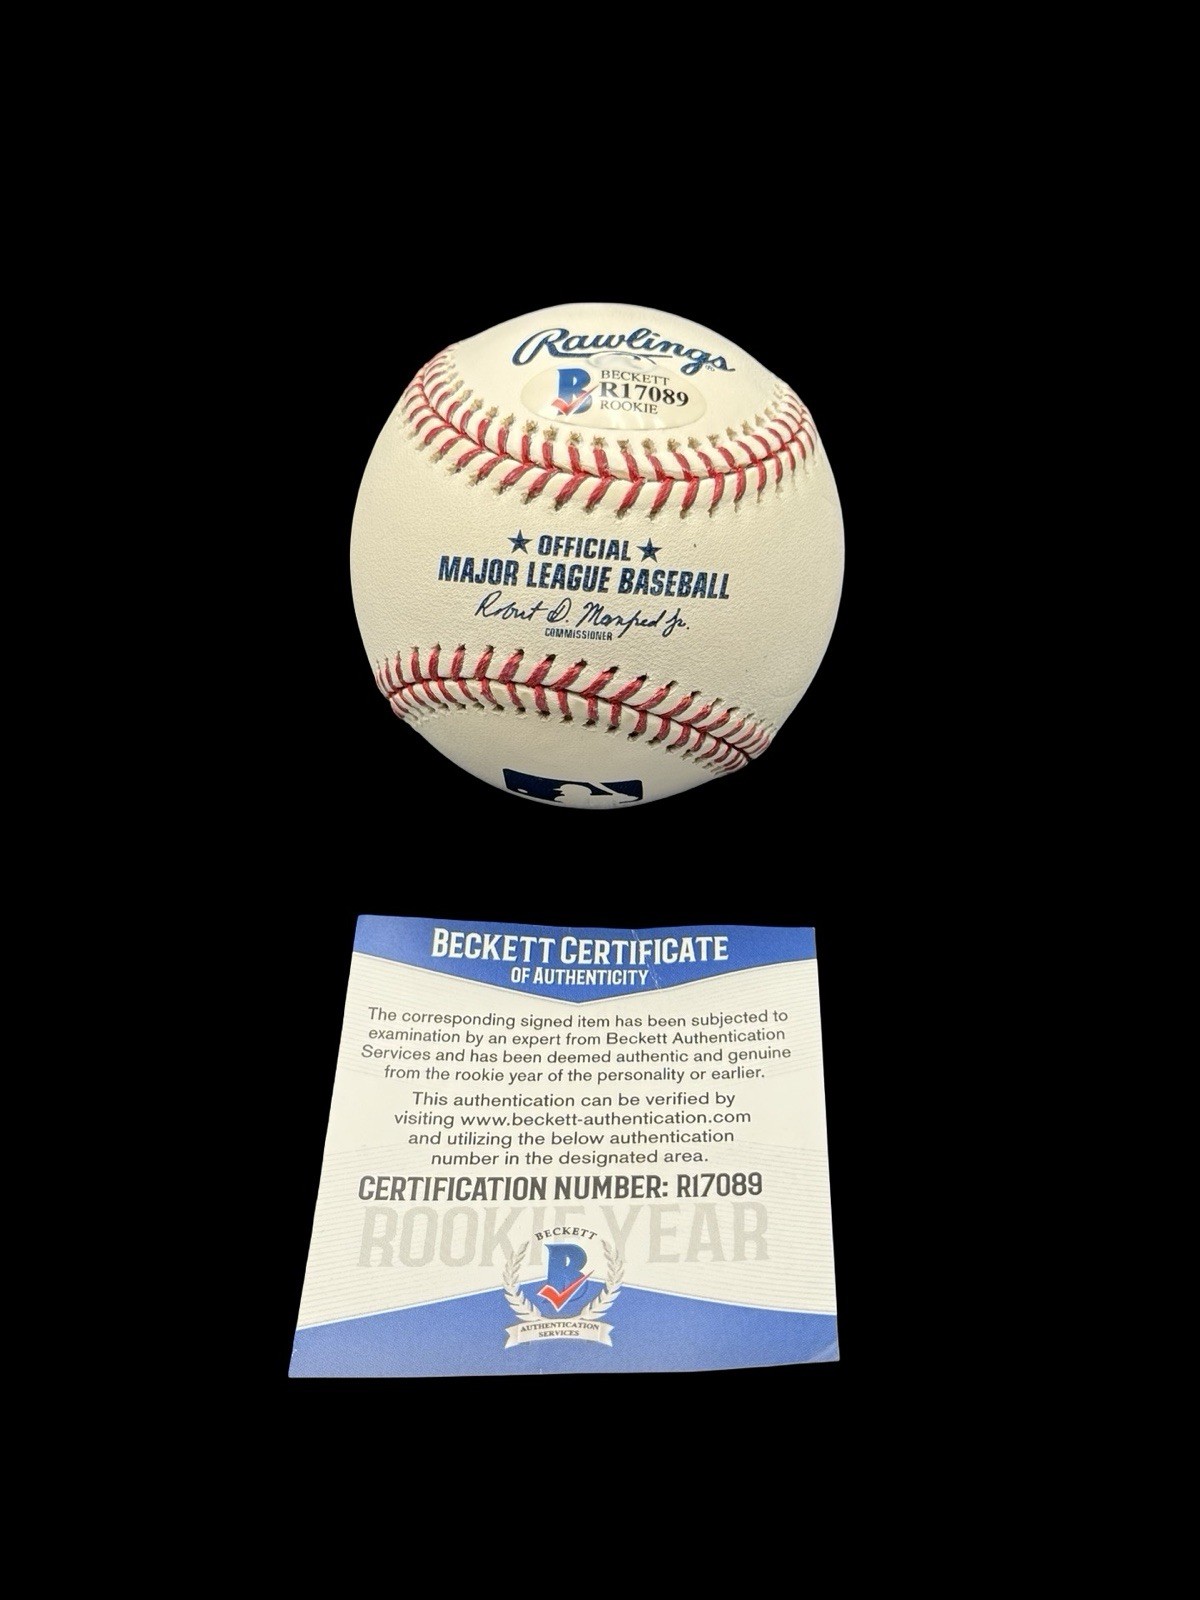 Rawlings®
BECKETT
R17089
ROOKIE
★ OFFICIAL ★
MAJOR LEAGUE BASEBALL
Robert D. Manfred Jr.
COMMISSIONER
BECKETT CERTIFICATE
OF AUTHENTICITY
The corresponding signed item has been subjected to
examination by an expert from Beckett Authentication
Services and has been deemed authentic and genuine
from the rookie year of the personality or earlier.
This authentication can be verified by
visiting www.beckett-authentication.com
and utilizing the below authentication
number in the designated area.
CERTIFICATION NUMBER: R17089
ROOKIE YEAR
BECKETT
B
AUTHENTICATION
SERVICES